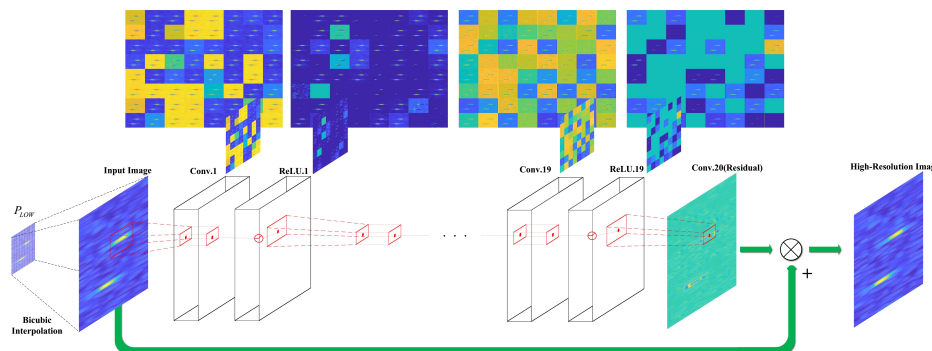 Input Image
Conv.1
ReLU.1
Conv.19
ReLU.19
Conv.20(Residual)
High-Resolution Imag
P_LOW
. . .
+
Bicubic
Interpolation